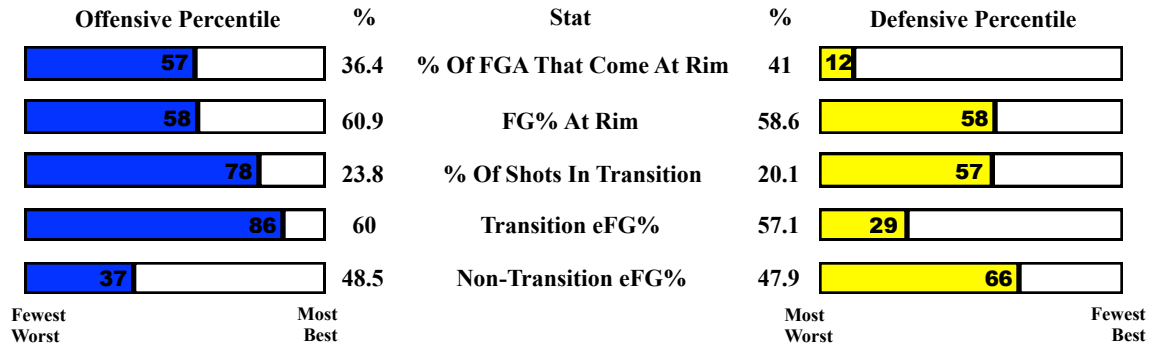 Offensive Percentile % Stat % Defensive Percentile
57 36.4 % Of FGA That Come At Rim 41 12
58 60.9 FG% At Rim 58.6 58
78 23.8 % Of Shots In Transition 20.1 57
86 60 Transition eFG% 57.1 29
37 48.5 Non-Transition eFG% 47.9 66
Fewest Most Most Fewest
Worst Best Worst Best